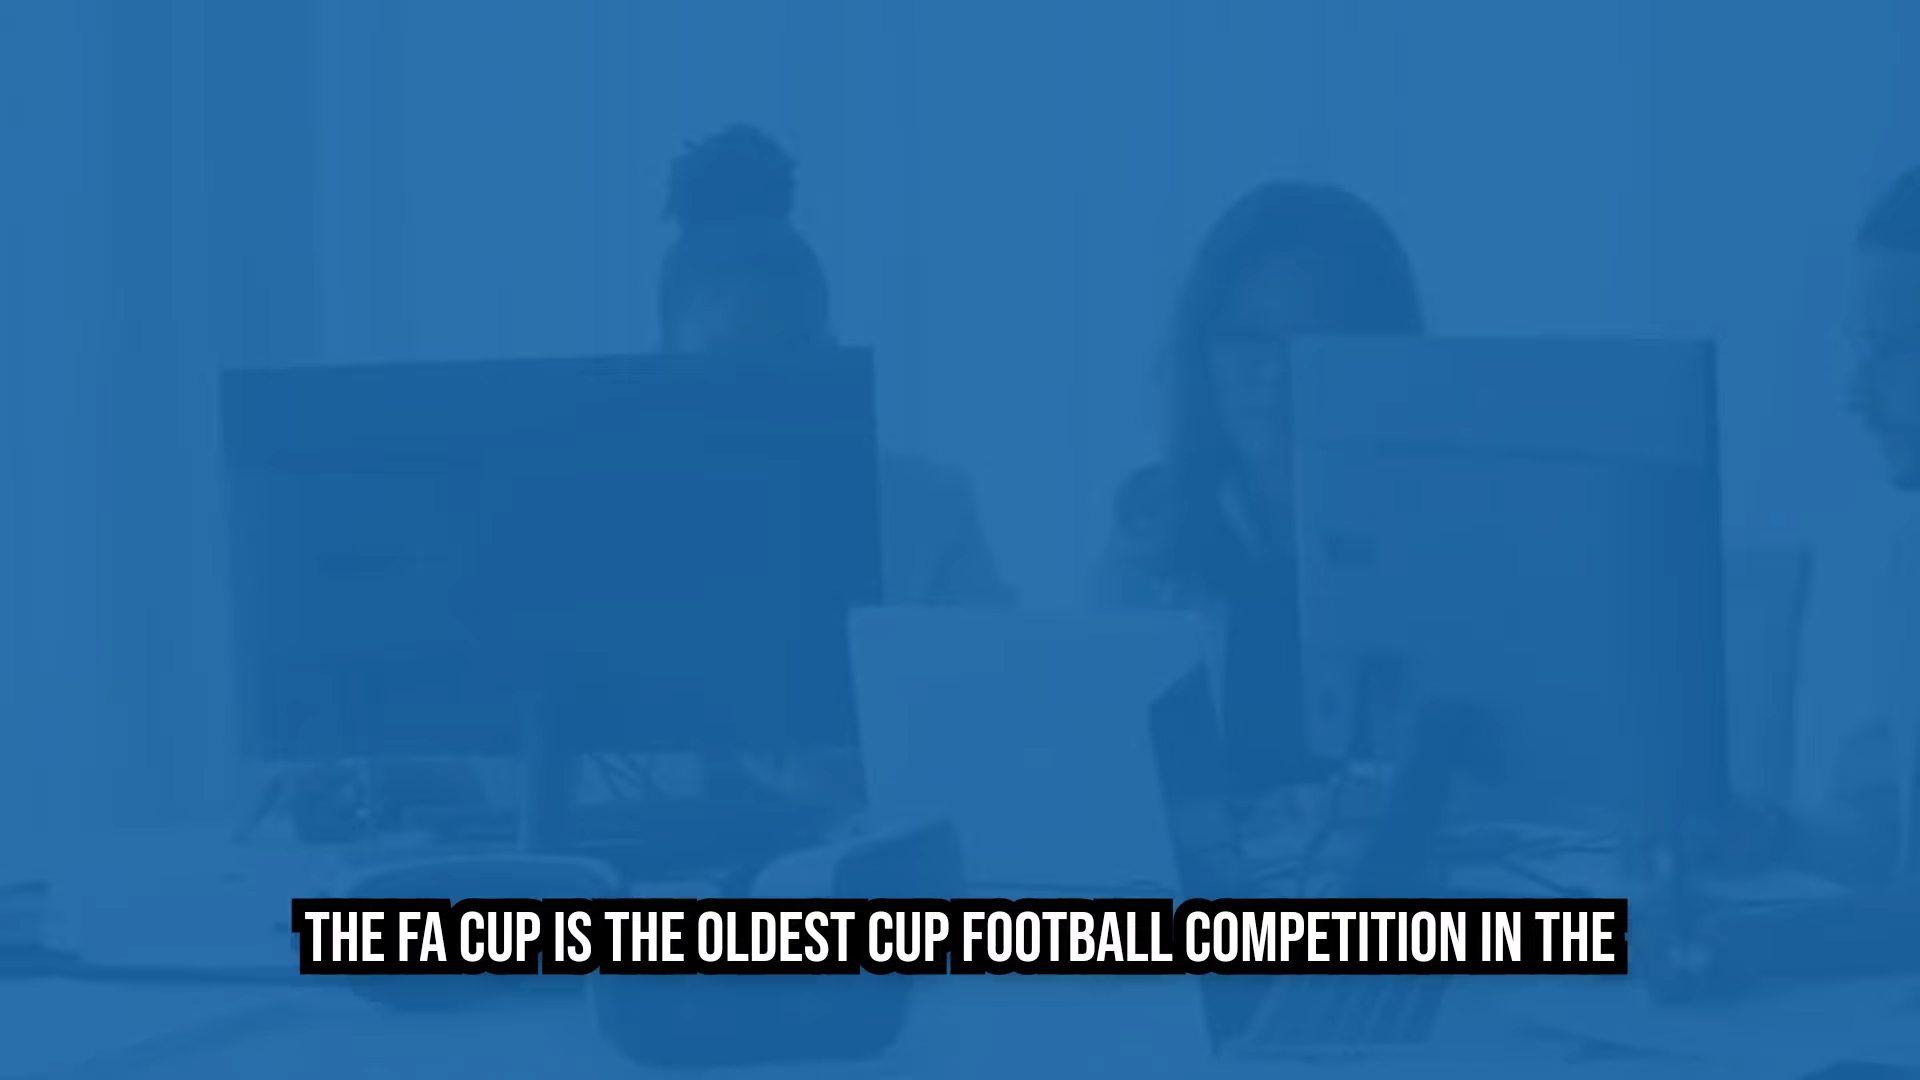 THE FA CUP IS THE OLDEST CUP FOOTBALL COMPETITION IN THE